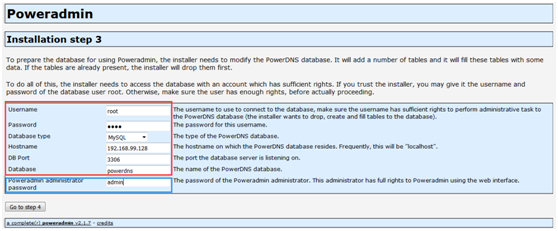 Poweradmin
Installation step 3
To prepare the database for using Poweradmin, the installer needs to modify the PowerDNS database. It will add a number of tables and it will fill these tables with some
data. If the tables are already present, the installer will drop them first.
To do all of this, the installer needs to access the database with an account which has sufficient rights. If you trust the installer, you may give it the username and
password of the database user root. Otherwise, make sure the user has enough rights, before actually proceeding.
Username root The username to use to connect to the database, make sure the username has sufficient rights to perform administrative task to
the PowerDNS database (the installer wants to drop, create and fill tables to the database).
Password •••• The password for this username.
Database type MySQL The type of the PowerDNS database.
Hostname 192.168.99.128 The hostname on which the PowerDNS database resides. Frequently, this will be "localhost".
DB Port 3306 The port the database server is listening on.
Database powerdns The name of the PowerDNS database.
Poweradmin administrator admin The password of the Poweradmin administrator. This administrator has full rights to Poweradmin using the web interface.
password
Go to step 4
a complete(r) poweradmin v2.1.7 - credits